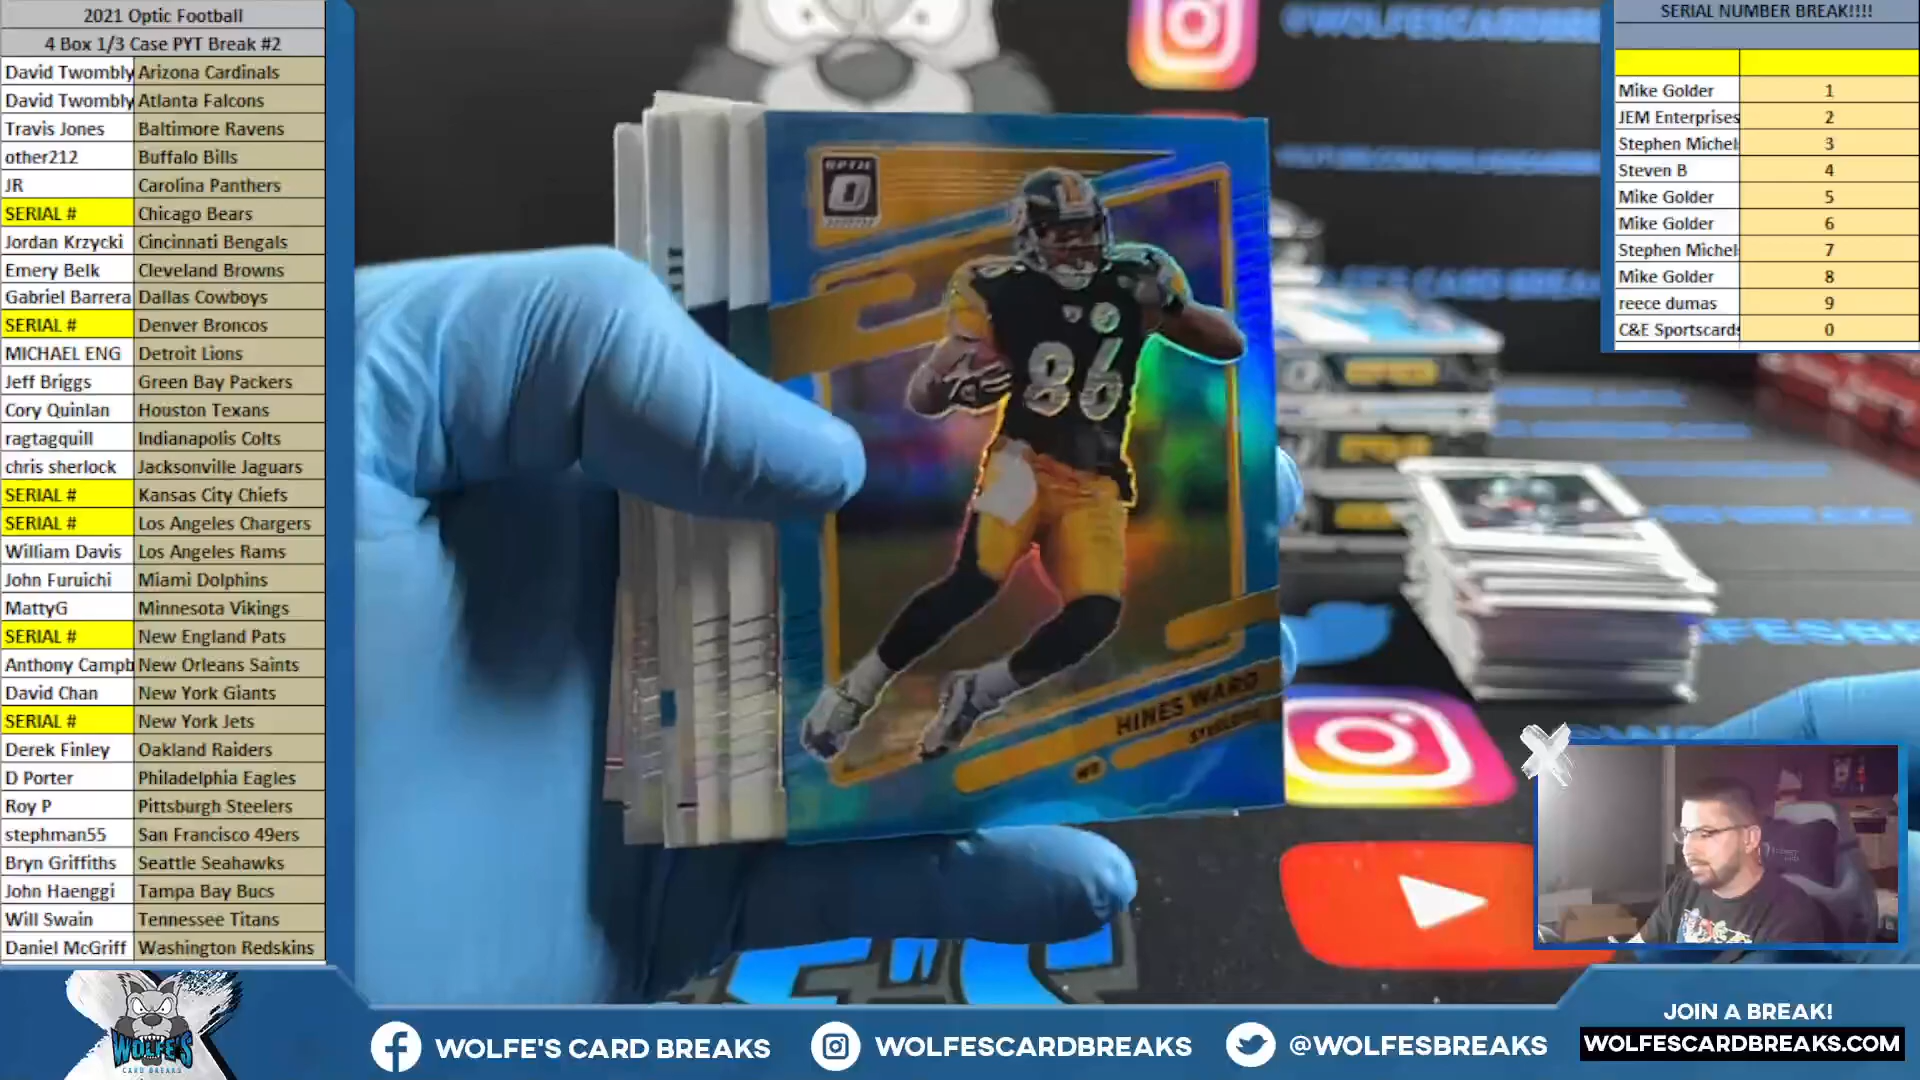 2021 Optic Football
4 Box 1/3 Case PYT Break #2
David Twombly Arizona Cardinals
David Twombly Atlanta Falcons
Travis Jones Baltimore Ravens
other212 Buffalo Bills
JR Carolina Panthers
SERIAL # Chicago Bears
Jordan Krzycki Cincinnati Bengals
Emery Belk Cleveland Browns
Gabriel Barrera Dallas Cowboys
SERIAL # Denver Broncos
MICHAEL ENG Detroit Lions
Jeff Briggs Green Bay Packers
Cory Quinlan Houston Texans
ragtagquill Indianapolis Colts
chris sherlock Jacksonville Jaguars
SERIAL # Kansas City Chiefs
SERIAL # Los Angeles Chargers
William Davis Los Angeles Rams
John Furuichi Miami Dolphins
MattyG Minnesota Vikings
SERIAL # New England Pats
Anthony Campb New Orleans Saints
David Chan New York Giants
SERIAL # New York Jets
Derek Finley Oakland Raiders
D Porter Philadelphia Eagles
Roy P Pittsburgh Steelers
stephman55 San Francisco 49ers
Bryn Griffiths Seattle Seahawks
John Haenggi Tampa Bay Bucs
Will Swain Tennessee Titans
Daniel McGriff Washington Redskins
OPTIC
86
HINES WARD
STEELERS
WR
@WOLFESCARDBRE
SERIAL NUMBER BREAK!!!!
Mike Golder 1
JEM Enterprises 2
Stephen Michel 3
Steven B 4
Mike Golder 5
Mike Golder 6
Stephen Michel 7
Mike Golder 8
reece dumas 9
C&E Sportscards 0
WOLFE'S
CARD BREAKS
WOLFE'S CARD BREAKS
WOLFESCARDBREAKS
@WOLFESBREAKS
JOIN A BREAK!
WOLFESCARDBREAKS.COM